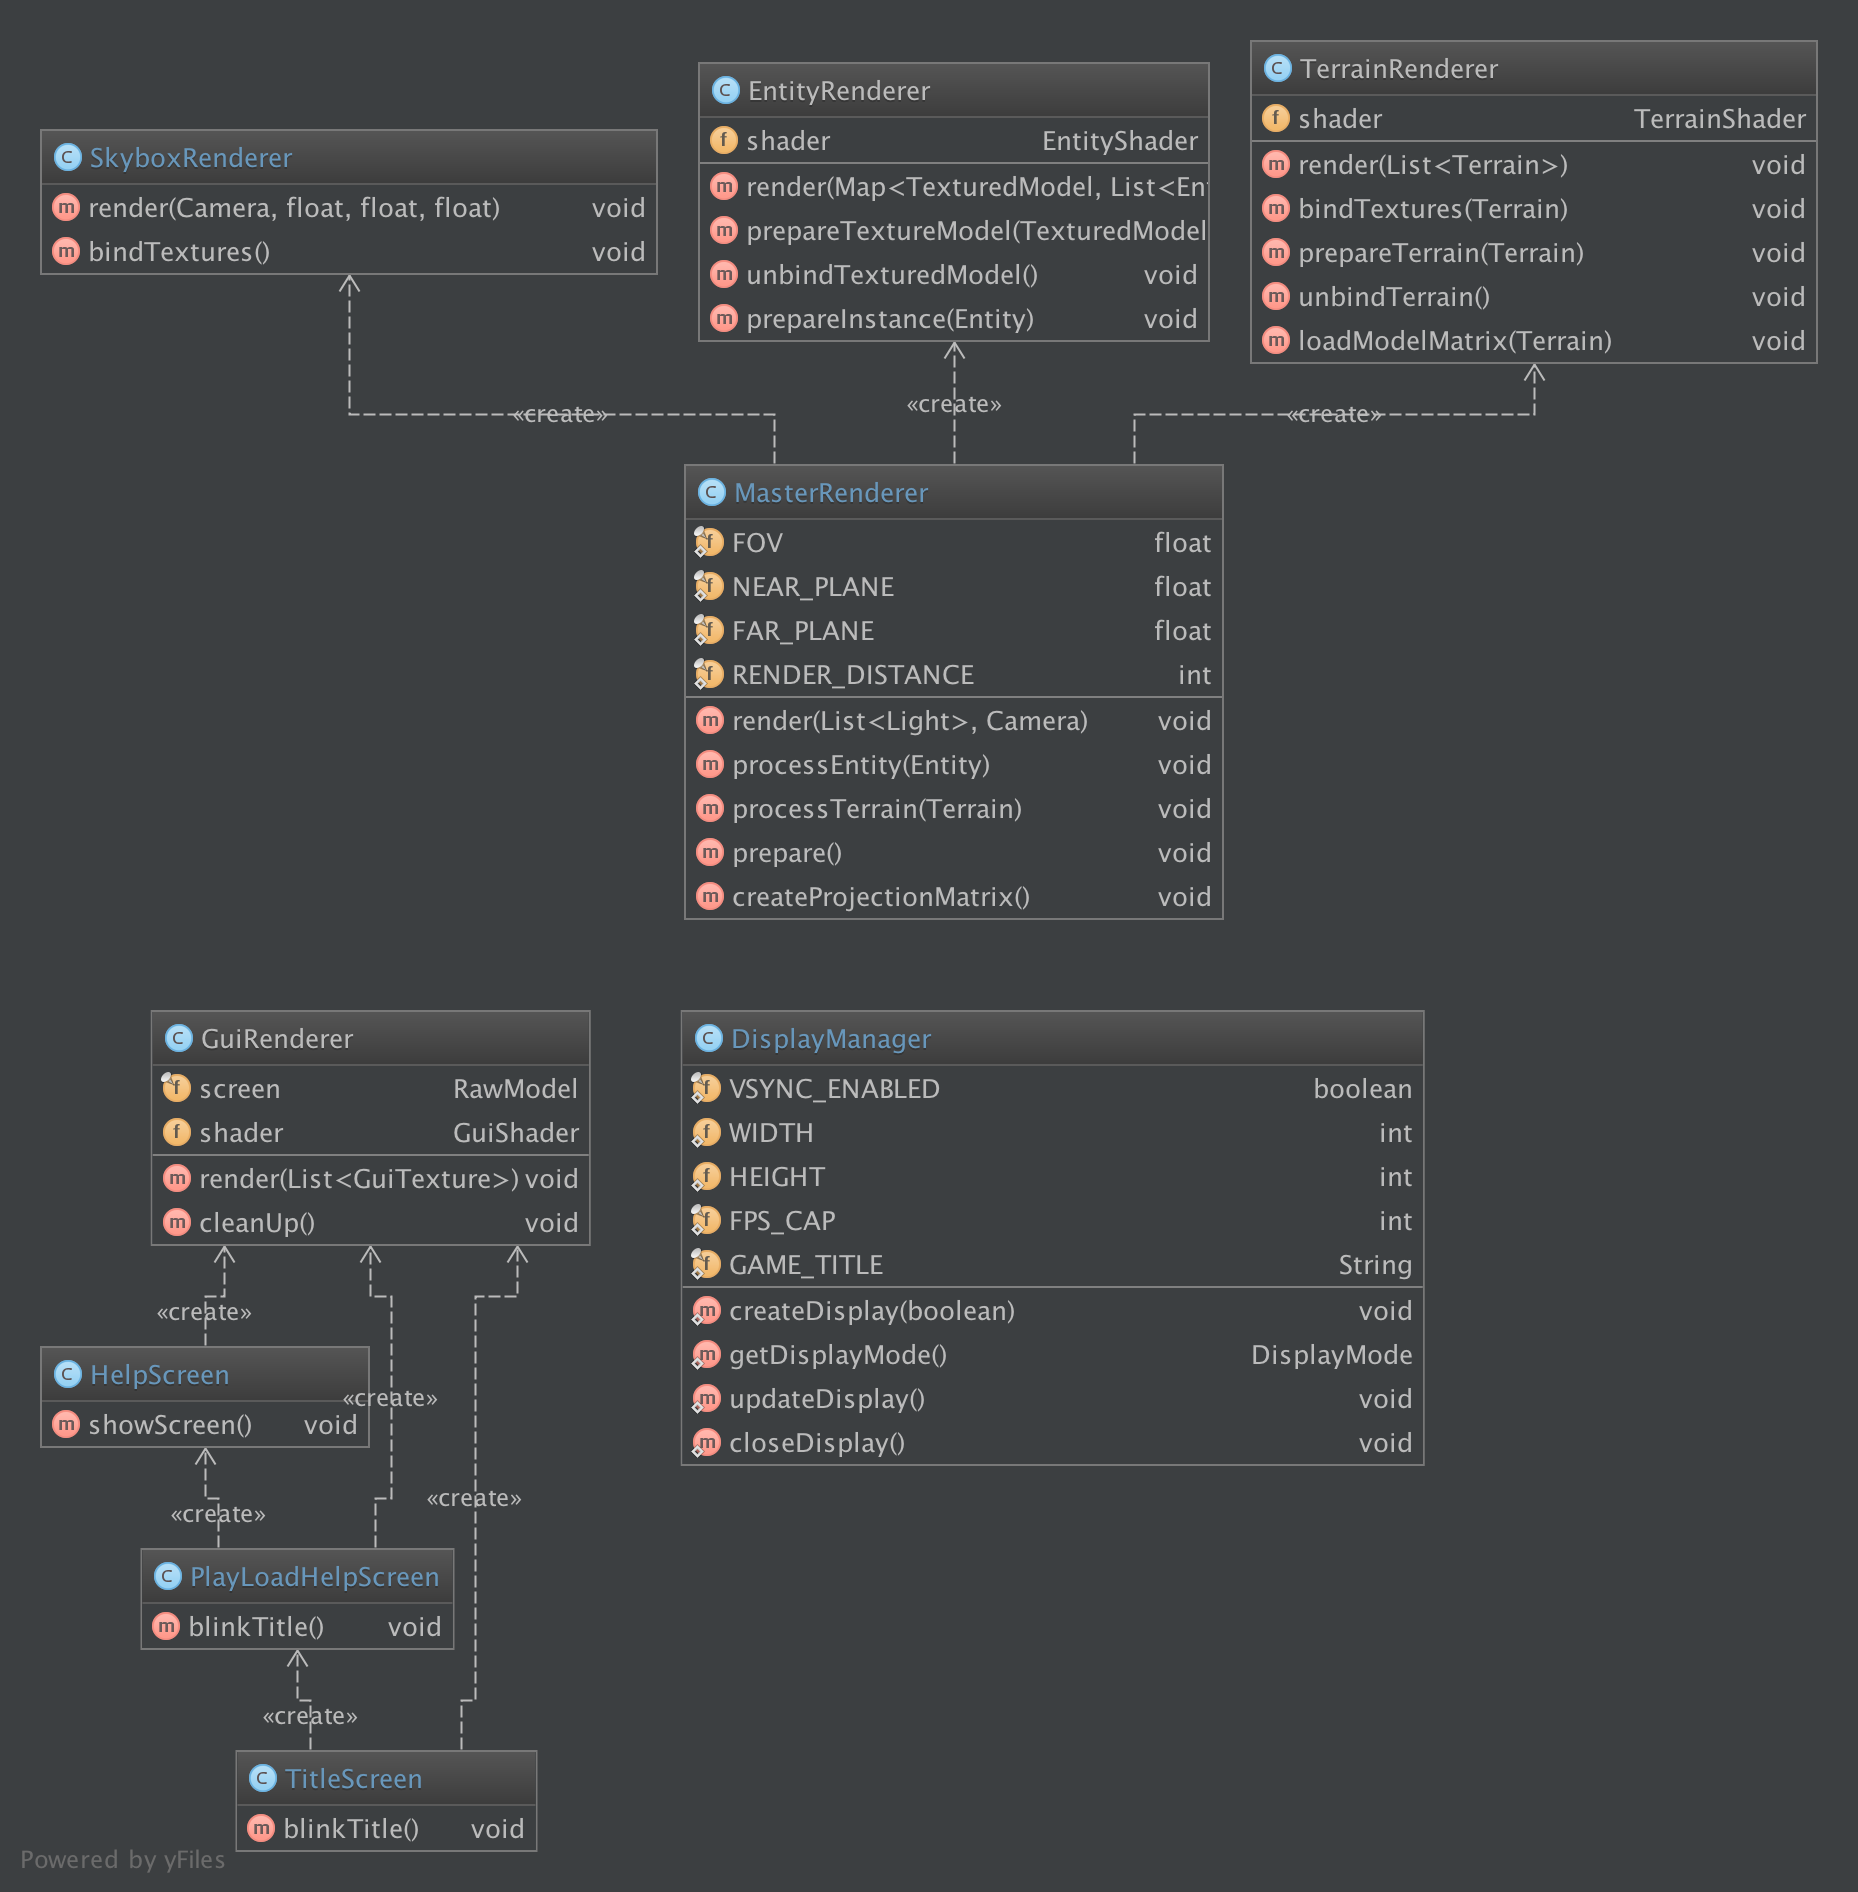 C SkyboxRenderer
m render(Camera, float, float, float) void
m bindTextures() void
C EntityRenderer
f shader EntityShader
m render(Map<TexturedModel, List<En
m prepareTextureModel(TexturedModel
m unbindTexturedModel() void
m prepareInstance(Entity) void
C TerrainRenderer
f shader TerrainShader
m render(List<Terrain>) void
m bindTextures(Terrain) void
m prepareTerrain(Terrain) void
m unbindTerrain() void
m loadModelMatrix(Terrain) void
«create»
«create»
«create»
C MasterRenderer
f FOV float
f NEAR_PLANE float
f FAR_PLANE float
f RENDER_DISTANCE int
m render(List<Light>, Camera) void
m processEntity(Entity) void
m processTerrain(Terrain) void
m prepare() void
m createProjectionMatrix() void
C GuiRenderer
f screen RawModel
f shader GuiShader
m render(List<GuiTexture>) void
m cleanUp() void
C DisplayManager
f VSYNC_ENABLED boolean
f WIDTH int
f HEIGHT int
f FPS_CAP int
f GAME_TITLE String
m createDisplay(boolean) void
m getDisplayMode() DisplayMode
m updateDisplay() void
m closeDisplay() void
«create»
C HelpScreen
m showScreen() void
«create»
«create»
«create»
C PlayLoadHelpScreen
m blinkTitle() void
«create»
C TitleScreen
m blinkTitle() void
Powered by yFiles